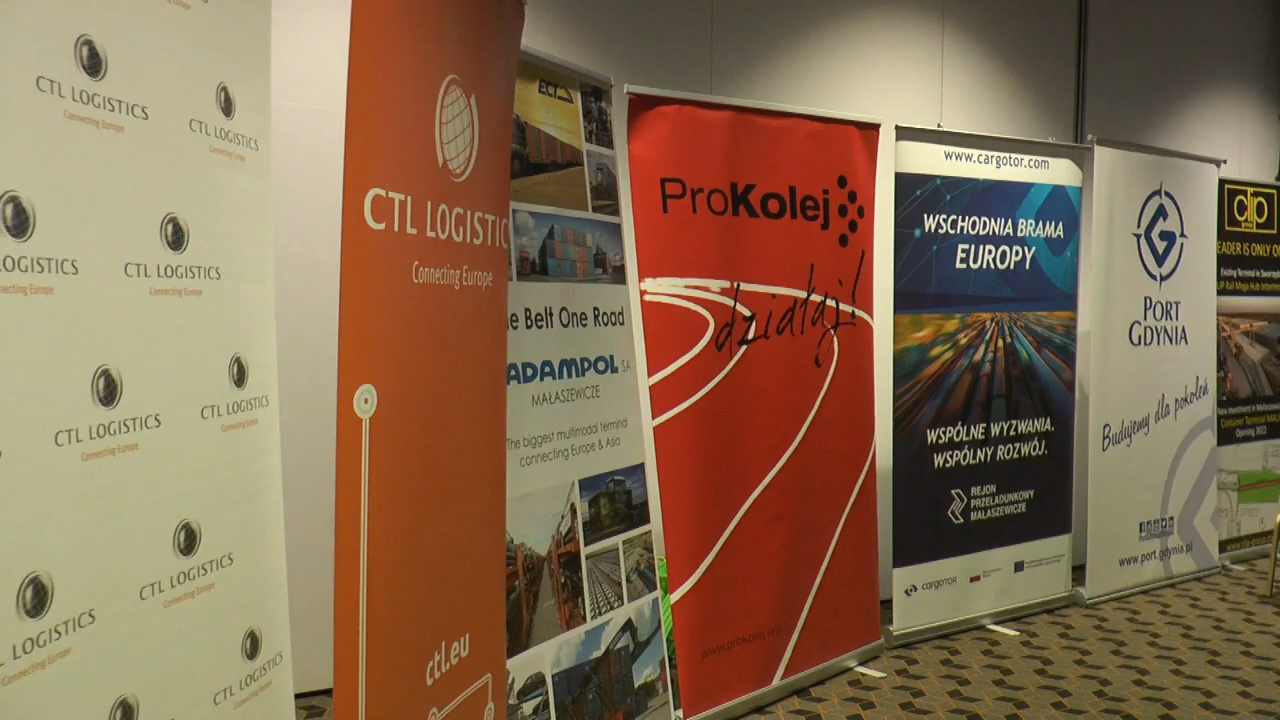 CTL LOGISTICS
Connecting Europe
CTL LOGISTICS
Connecting Europe
LOGISTICS
CTL LOGISTICS
Connecting Europe
CTL LOGISTICS
Connecting Europe
CTL LOGISTICS
Connecting Europe
CTL LOGISTICS
Connecting Europe
LOGISTICS
Connecting Europe
CTL LOGISTICS
Connecting Europe
CTL LOGISTIC
Connecting Europe
ctl.eu
ECT
Belt One Road
ADAMPOL SA
MAŁASZEWICZE
The biggest multimodal terminal
connecting Europe & Asia
ProKolej
działaj!
www.prokolej.org
www.cargotor.com
WSCHODNIA BRAMA
EUROPY
WSPÓLNE WYZWANIA.
WSPÓLNY ROZWÓJ.
REJON
PRZEŁADUNKOWY
MAŁASZEWICZE
cargoTOR
PORT
GDYNIA
Budujemy dla pokoleń
www.port.gdynia.pl
clip
group
EADER IS ONLY O
Opening 2022